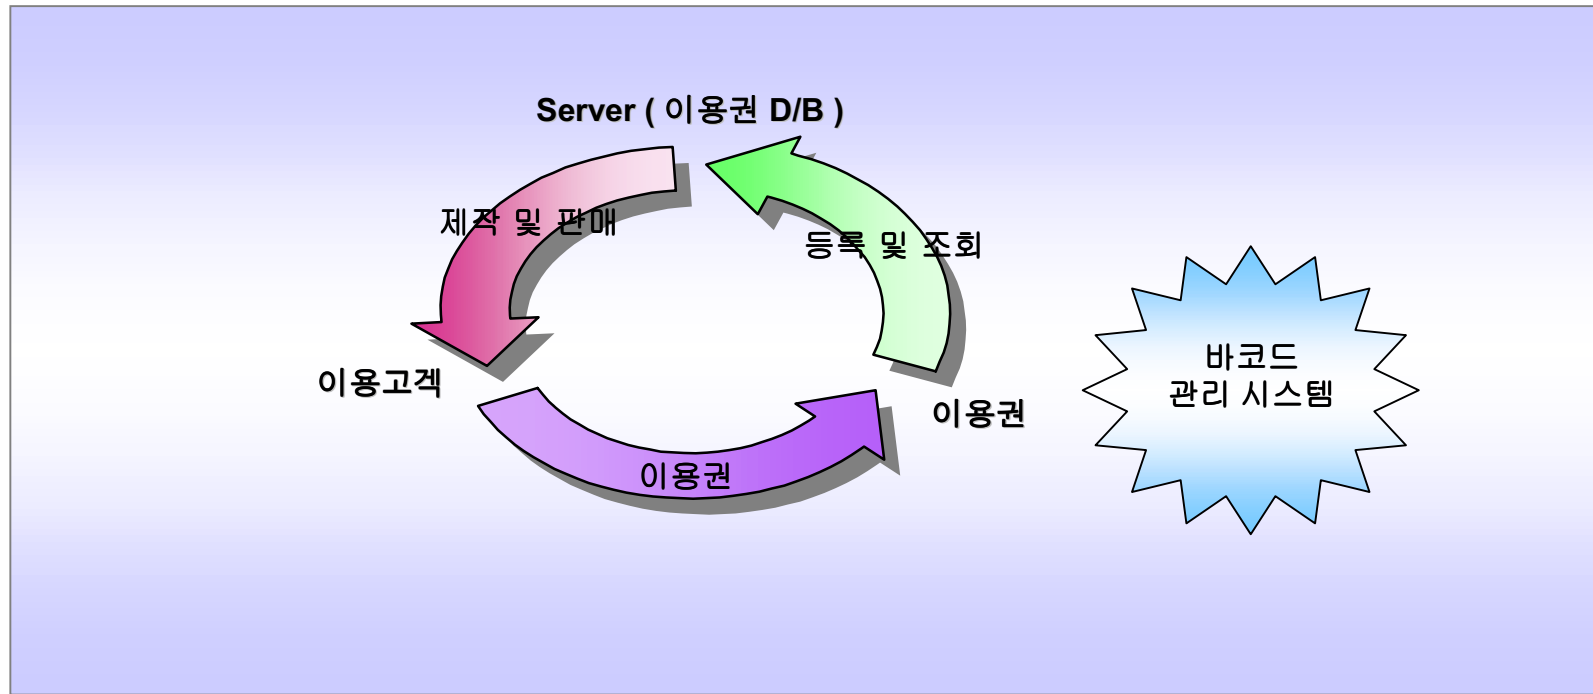 Server ( 이용권 D/B )
제작 및 판매
등록 및 조회
바코드
관리 시스템
이용고겍
이용권
이용권